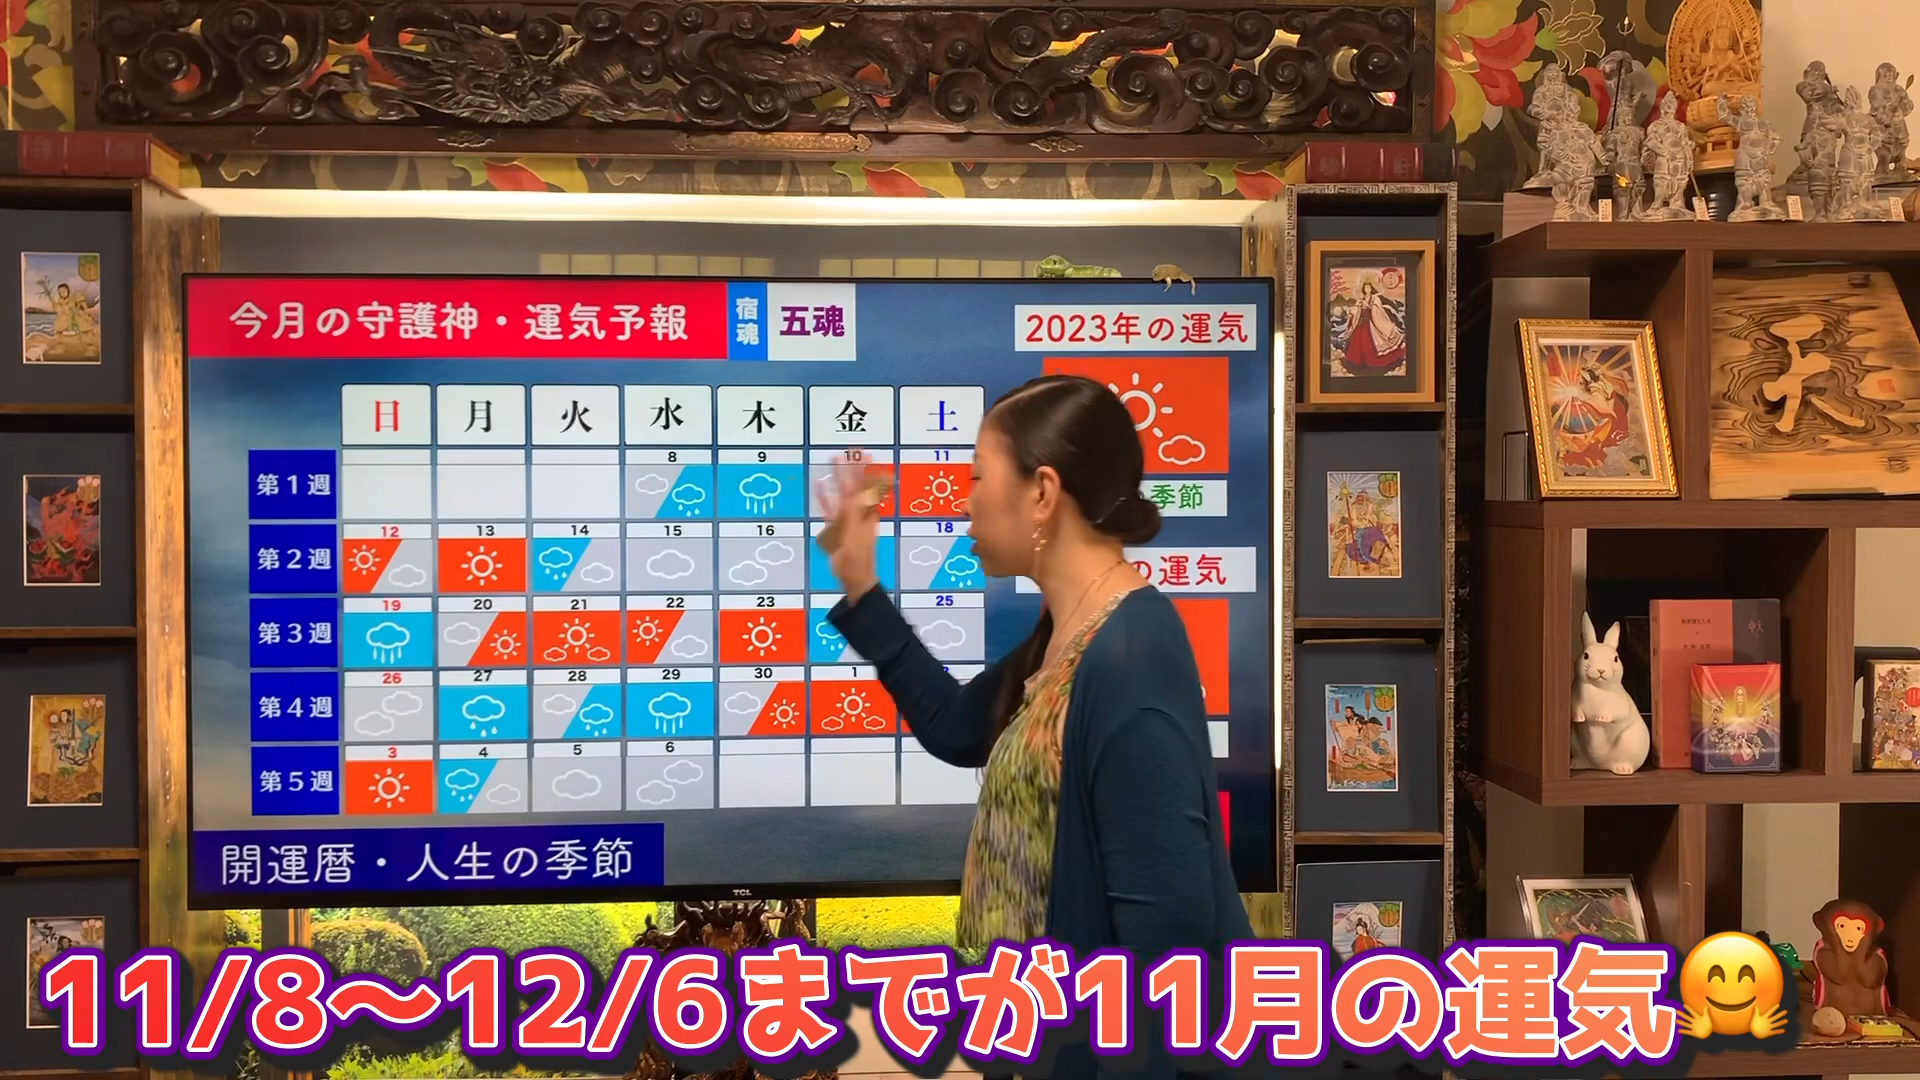 今月の守護神・運気予報
宿魂
五魂
2023年の運気
日 月 火 水 木 金 土
8 9 10 11
第1週
季節
12 13 14 15 16 18
第2週
の運気
19 20 21 22 23 25
第3週
26 27 28 29 30 1
第4週
3 4 5 6
第5週
開運暦・人生の季節
TCL
天
11/8〜12/6までが11月の運気🤗